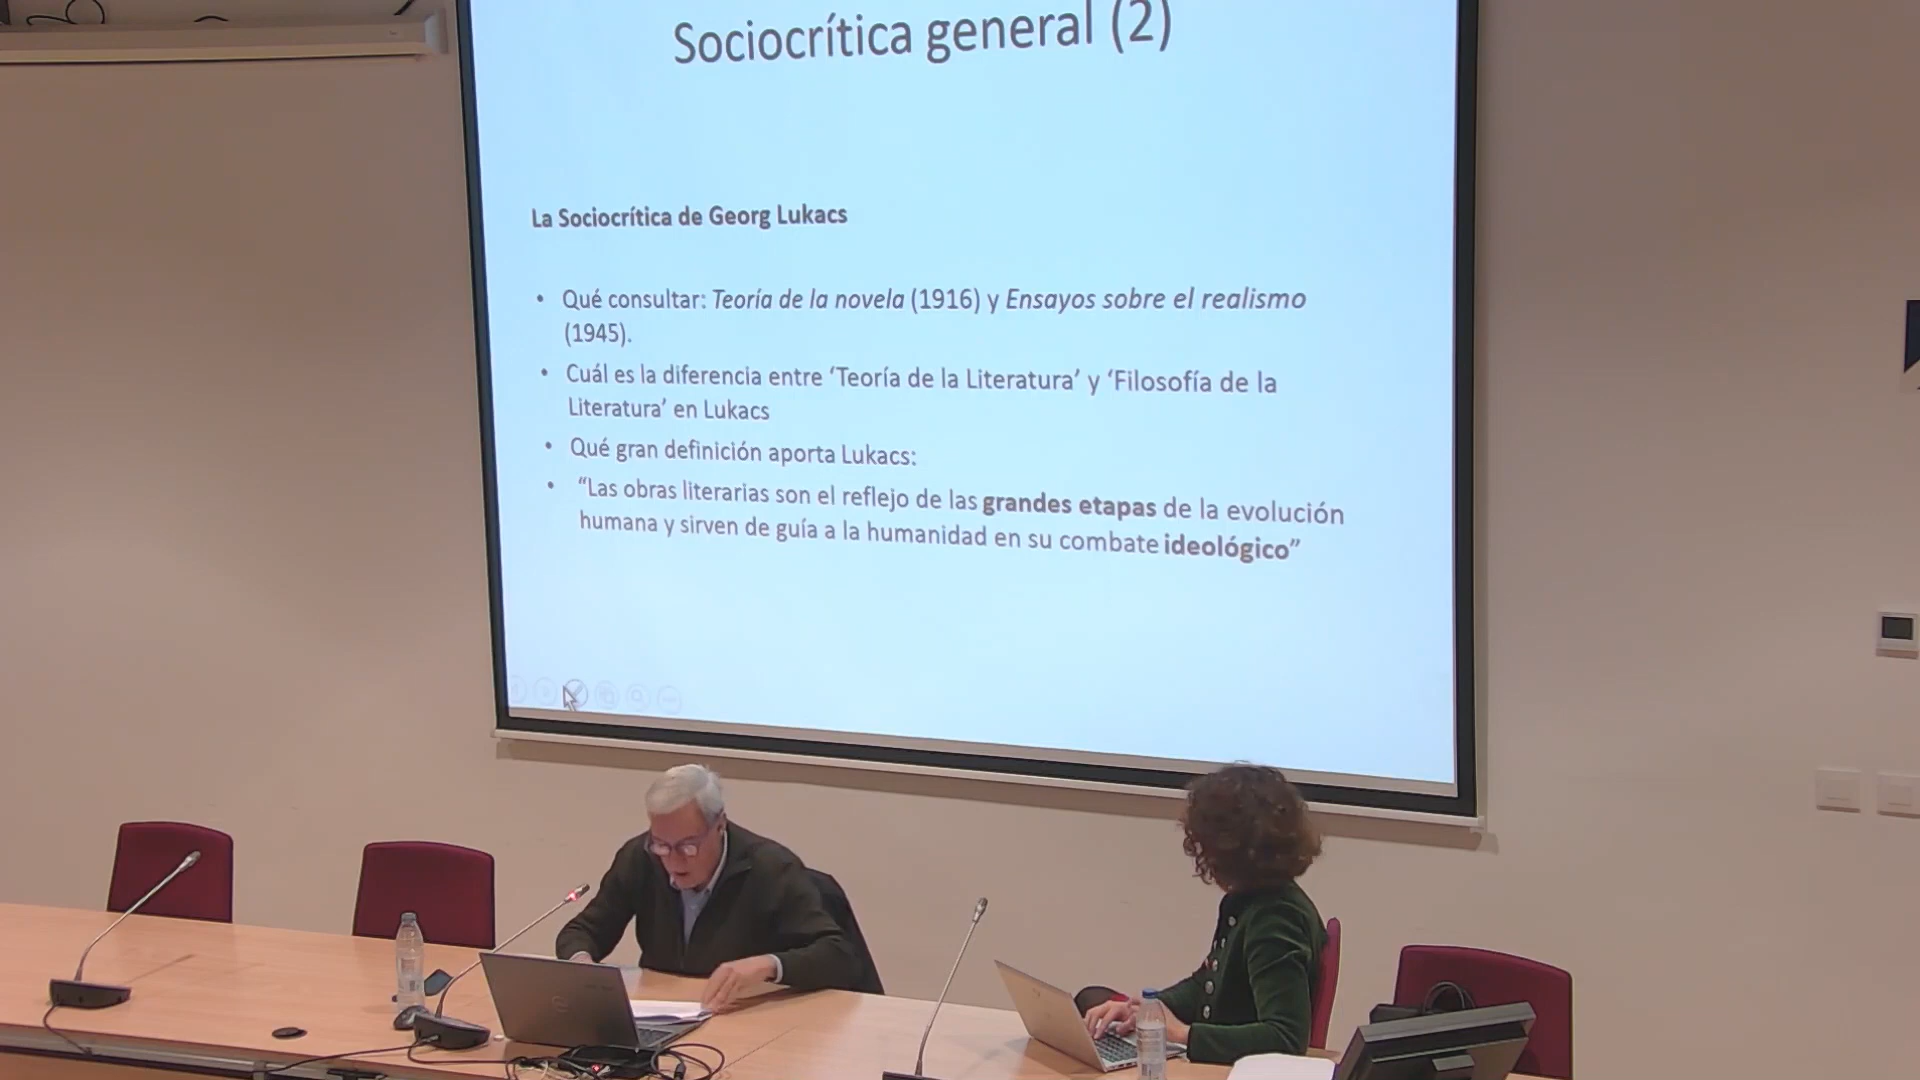 Sociocrítica general (2)
La Sociocrítica de Georg Lukacs
• Qué consultar: Teoría de la novela (1916) y Ensayos sobre el realismo
(1945).
• Cuál es la diferencia entre ‘Teoría de la Literatura’ y ‘Filosofía de la
Literatura’ en Lukacs
• Qué gran definición aporta Lukacs:
• “Las obras literarias son el reflejo de las grandes etapas de la evolución
humana y sirven de guía a la humanidad en su combate ideológico”